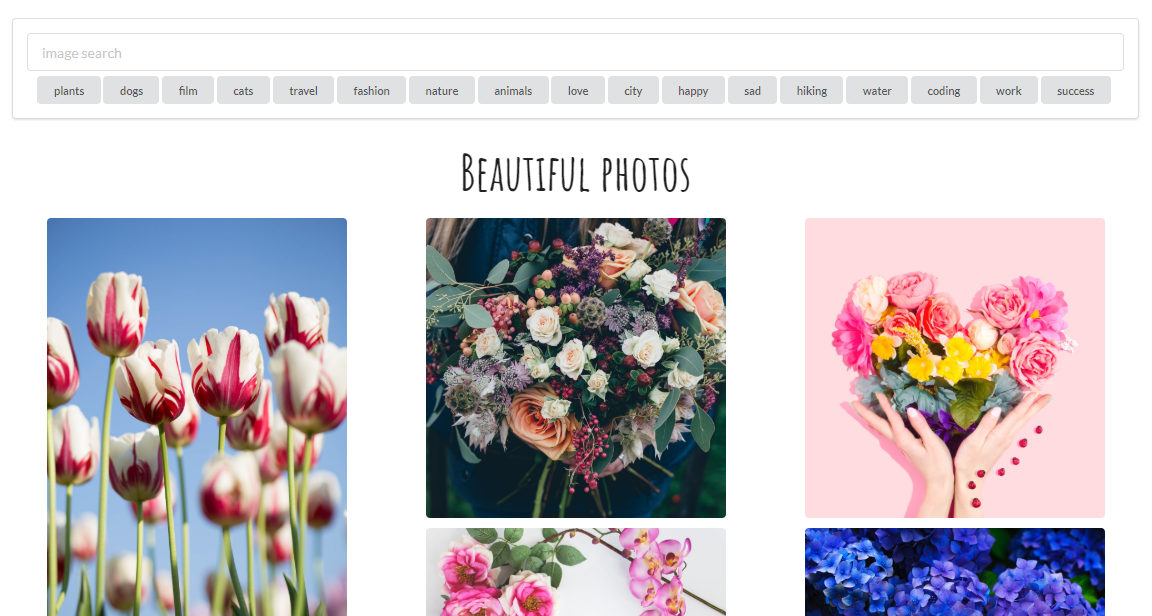 image search
plants dogs film cats travel fashion nature animals love city happy sad hiking water coding work success
Beautiful photos